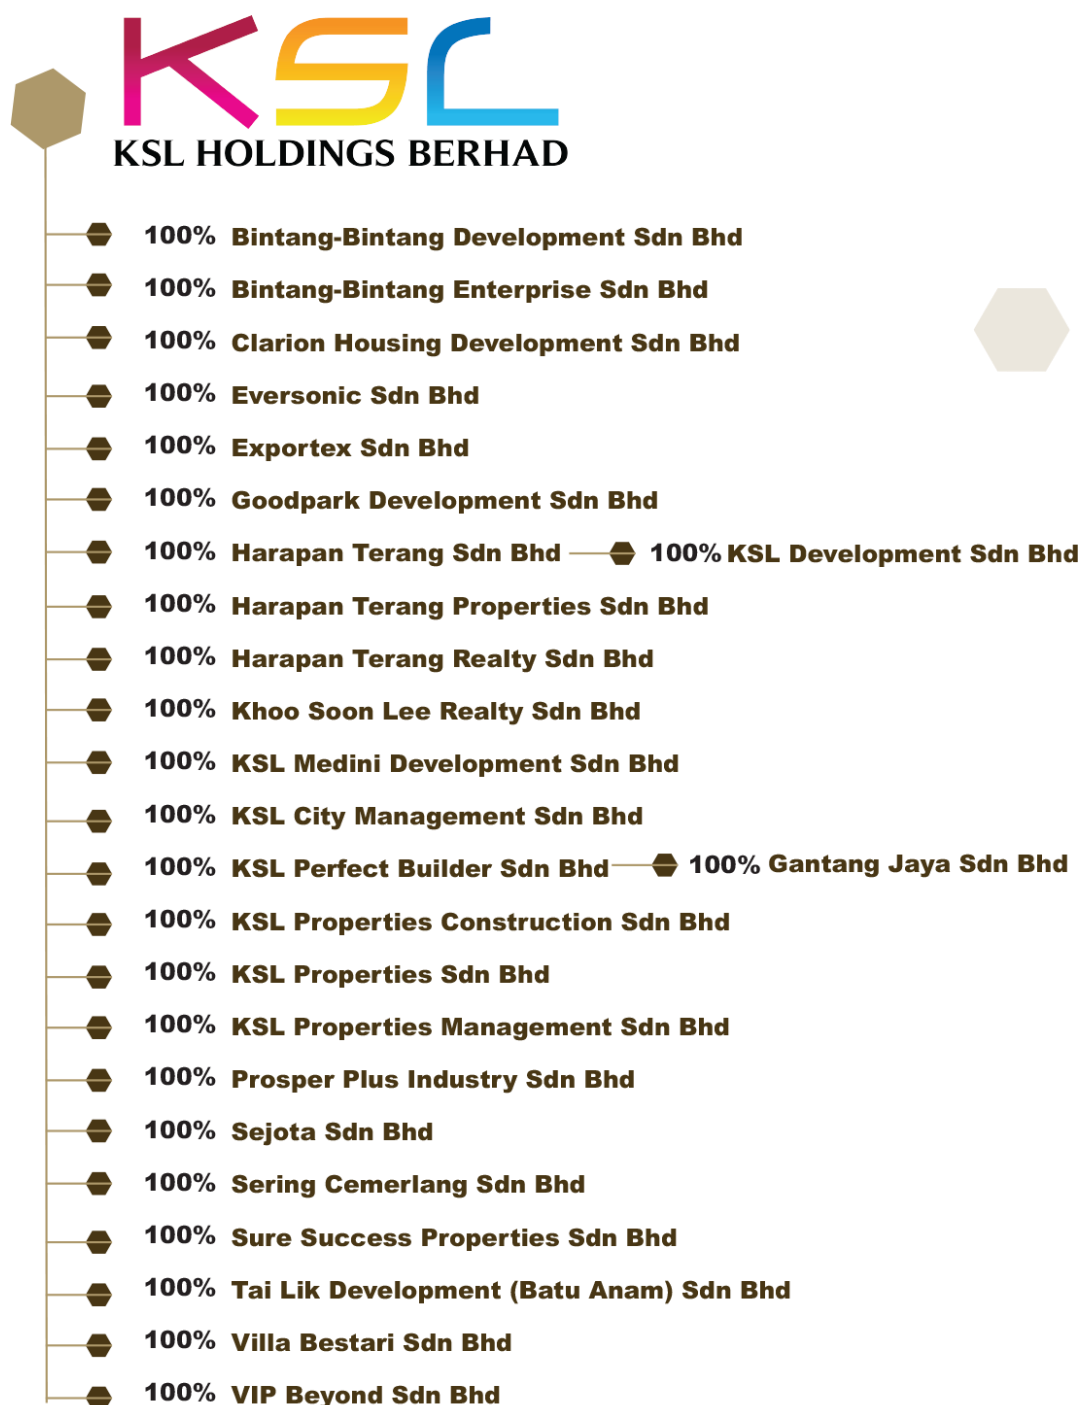 KSL
KSL HOLDINGS BERHAD
100% Bintang-Bintang Development Sdn Bhd
100% Bintang-Bintang Enterprise Sdn Bhd
100% Clarion Housing Development Sdn Bhd
100% Eversonic Sdn Bhd
100% Exportex Sdn Bhd
100% Goodpark Development Sdn Bhd
100% Harapan Terang Sdn Bhd 100% KSL Development Sdn Bhd
100% Harapan Terang Properties Sdn Bhd
100% Harapan Terang Realty Sdn Bhd
100% Khoo Soon Lee Realty Sdn Bhd
100% KSL Medini Development Sdn Bhd
100% KSL City Management Sdn Bhd
100% KSL Perfect Builder Sdn Bhd 100% Gantang Jaya Sdn Bhd
100% KSL Properties Construction Sdn Bhd
100% KSL Properties Sdn Bhd
100% KSL Properties Management Sdn Bhd
100% Prosper Plus Industry Sdn Bhd
100% Sejota Sdn Bhd
100% Sering Cemerlang Sdn Bhd
100% Sure Success Properties Sdn Bhd
100% Tai Lik Development (Batu Anam) Sdn Bhd
100% Villa Bestari Sdn Bhd
100% VIP Beyond Sdn Bhd